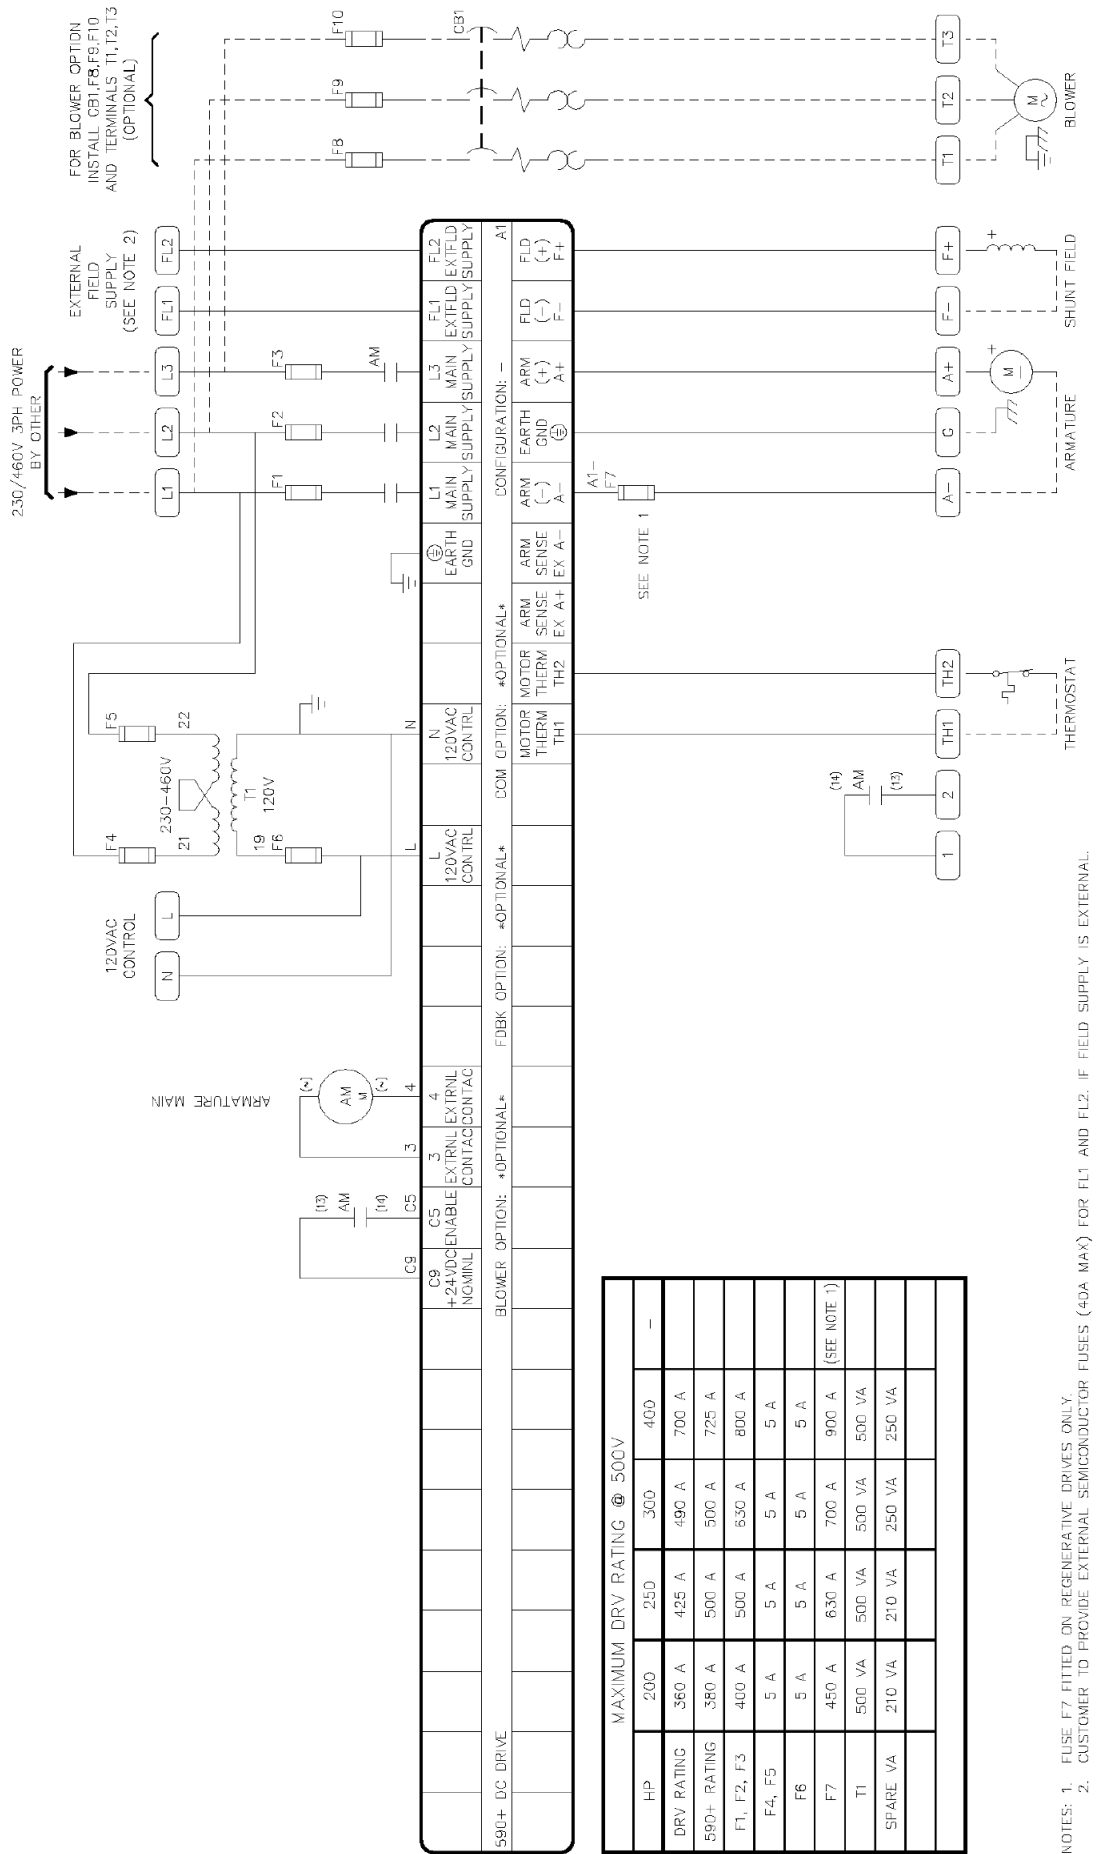 230/460V 3PH POWER
BY OTHER
EXTERNAL
FIELD
SUPPLY
(SEE NOTE 2)
FOR BLOWER OPTION
INSTALL CB1,F8,F9,F10
AND TERMINALS T1,T2,T3
(OPTIONAL)
120VAC
CONTROL
N
L
L1
L2
L3
FL1
FL2
F4
F5
21
22
230-460V
T1
120V
19
F6
F1
F2
F3
AM
F8
F9
F10
CB1
ARMATURE MAIN
(~)
AM
M
(~)
(13)
AM
(14)
C9
C5
3
4
L
N
C9
+24VDC
NOMINL
C5
ENABLE
3
EXTRNL
CONTAC
4
EXTRNL
CONTAC
L
120VAC
CONTRL
N
120VAC
CONTRL
EARTH
GND
L1
MAIN
SUPPLY
L2
MAIN
SUPPLY
L3
MAIN
SUPPLY
FL1
EXTFLD
SUPPLY
FL2
EXTFLD
SUPPLY
590+ DC DRIVE
BLOWER OPTION: *OPTIONAL*
FDBK OPTION: *OPTIONAL*
COM OPTION: *OPTIONAL*
CONFIGURATION: -
A1
MOTOR
THERM
TH1
MOTOR
THERM
TH2
ARM
SENSE
EX A+
ARM
SENSE
EX A-
ARM
(-)
A-
EARTH
GND
ARM
(+)
A+
FLD
(-)
F-
FLD
(+)
F+
A1-
F7
SEE NOTE 1
(14)
AM
(13)
1
2
TH1
TH2
A-
G
A+
F-
F+
T1
T2
T3
THERMOSTAT
M
+
ARMATURE
+
SHUNT FIELD
M
BLOWER
MAXIMUM DRV RATING @ 500V
HP 200 250 300 400 -
DRV RATING 360 A 425 A 490 A 700 A
590+ RATING 380 A 500 A 500 A 725 A
F1, F2, F3 400 A 500 A 630 A 800 A
F4, F5 5 A 5 A 5 A 5 A
F6 5 A 5 A 5 A 5 A
F7 450 A 630 A 700 A 900 A (SEE NOTE 1)
T1 500 VA 500 VA 500 VA 500 VA
SPARE VA 210 VA 210 VA 250 VA 250 VA
NOTES: 1. FUSE F7 FITTED ON REGENERATIVE DRIVES ONLY.
2. CUSTOMER TO PROVIDE EXTERNAL SEMICONDUCTOR FUSES (40A MAX) FOR FL1 AND FL2. IF FIELD SUPPLY IS EXTERNAL.